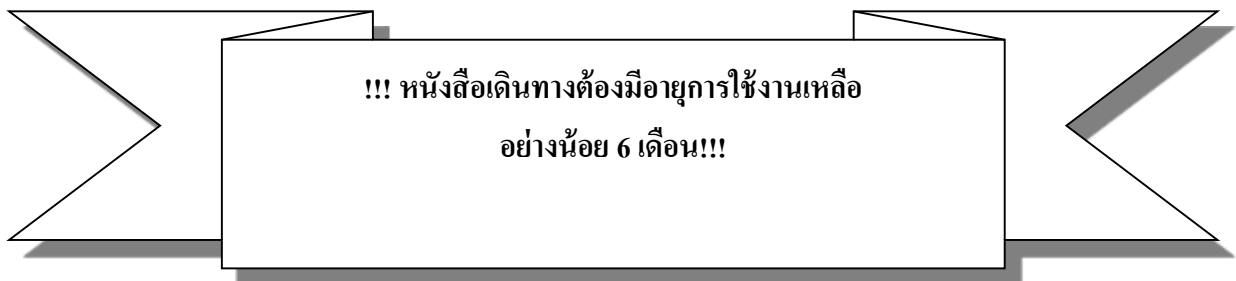 !!! หนังสือเดินทางต้องมีอายุการใช้งานเหลือ
อย่างน้อย 6 เดือน!!!